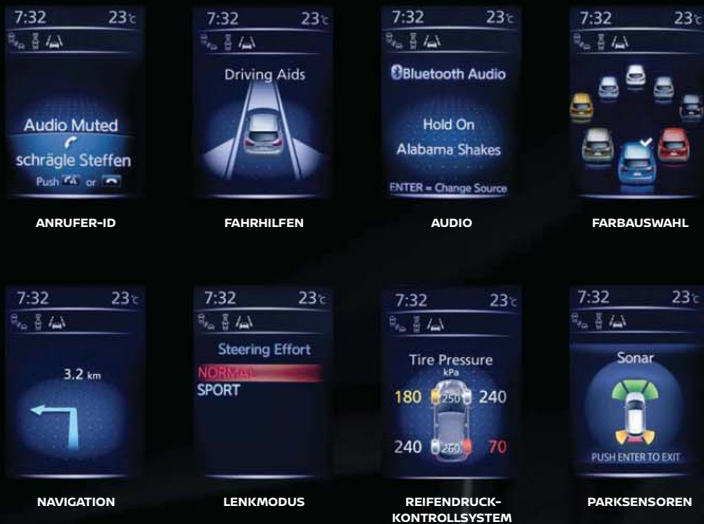 7:32 23°c
Audio Muted
schrägle Steffen
Push or
ANRUFER-ID
7:32 23°c
Driving Aids
FAHRHILFEN
7:32 23°c
Bluetooth Audio
Hold On
Alabama Shakes
ENTER = Change Source
AUDIO
7:32 23°c
FARBAUSWAHL
7:32 23°c
3.2 km
NAVIGATION
7:32 23°c
Steering Effort
NORMAL
SPORT
LENKMODUS
7:32 23°c
Tire Pressure
kPa
180 250 240
240 260 70
REIFENDRUCK-
KONTROLLSYSTEM
7:32 23°c
Sonar
PUSH ENTER TO EXIT
PARKSENSOREN